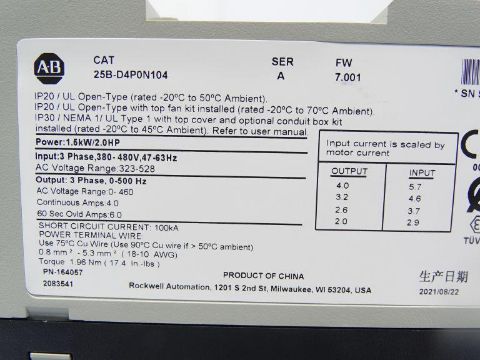 A-B
CAT SER FW
25B-D4P0N104 A 7.001
IP20 / UL Open-Type (rated -20°C to 50°C Ambient).
IP20 / UL Open-Type with top fan kit installed (rated -20°C to 70°C Ambient).
IP30 / NEMA 1/ UL Type 1 with top cover and optional conduit box kit
installed (rated -20°C to 45°C Ambient). Refer to user manual.
Power:1.5kW/2.0HP
Input:3 Phase,380- 480V,47-63Hz
AC Voltage Range:323-528
Output: 3 Phase, 0-500 Hz
AC Voltage Range:0- 460
Continuous Amps:4.0
60 Sec Ovld Amps:6.0
SHORT CIRCUIT CURRENT: 100kA
POWER TERMINAL WIRE
Use 75°C Cu Wire (Use 90°C Cu wire if > 50°C ambient)
0.8 mm² - 5.3 mm² (18-10 AWG)
Torque :1.96 Nm (17.4 in.-lbs)
PN-164057
2083541
Input current is scaled by
motor current
OUTPUT INPUT
4.0 5.7
3.2 4.6
2.6 3.7
2.0 2.9
PRODUCT OF CHINA
Rockwell Automation, 1201 S 2nd St, Milwaukee, WI 53204, USA
* SN S
CE
TÜV
生产日期
2021/08/22